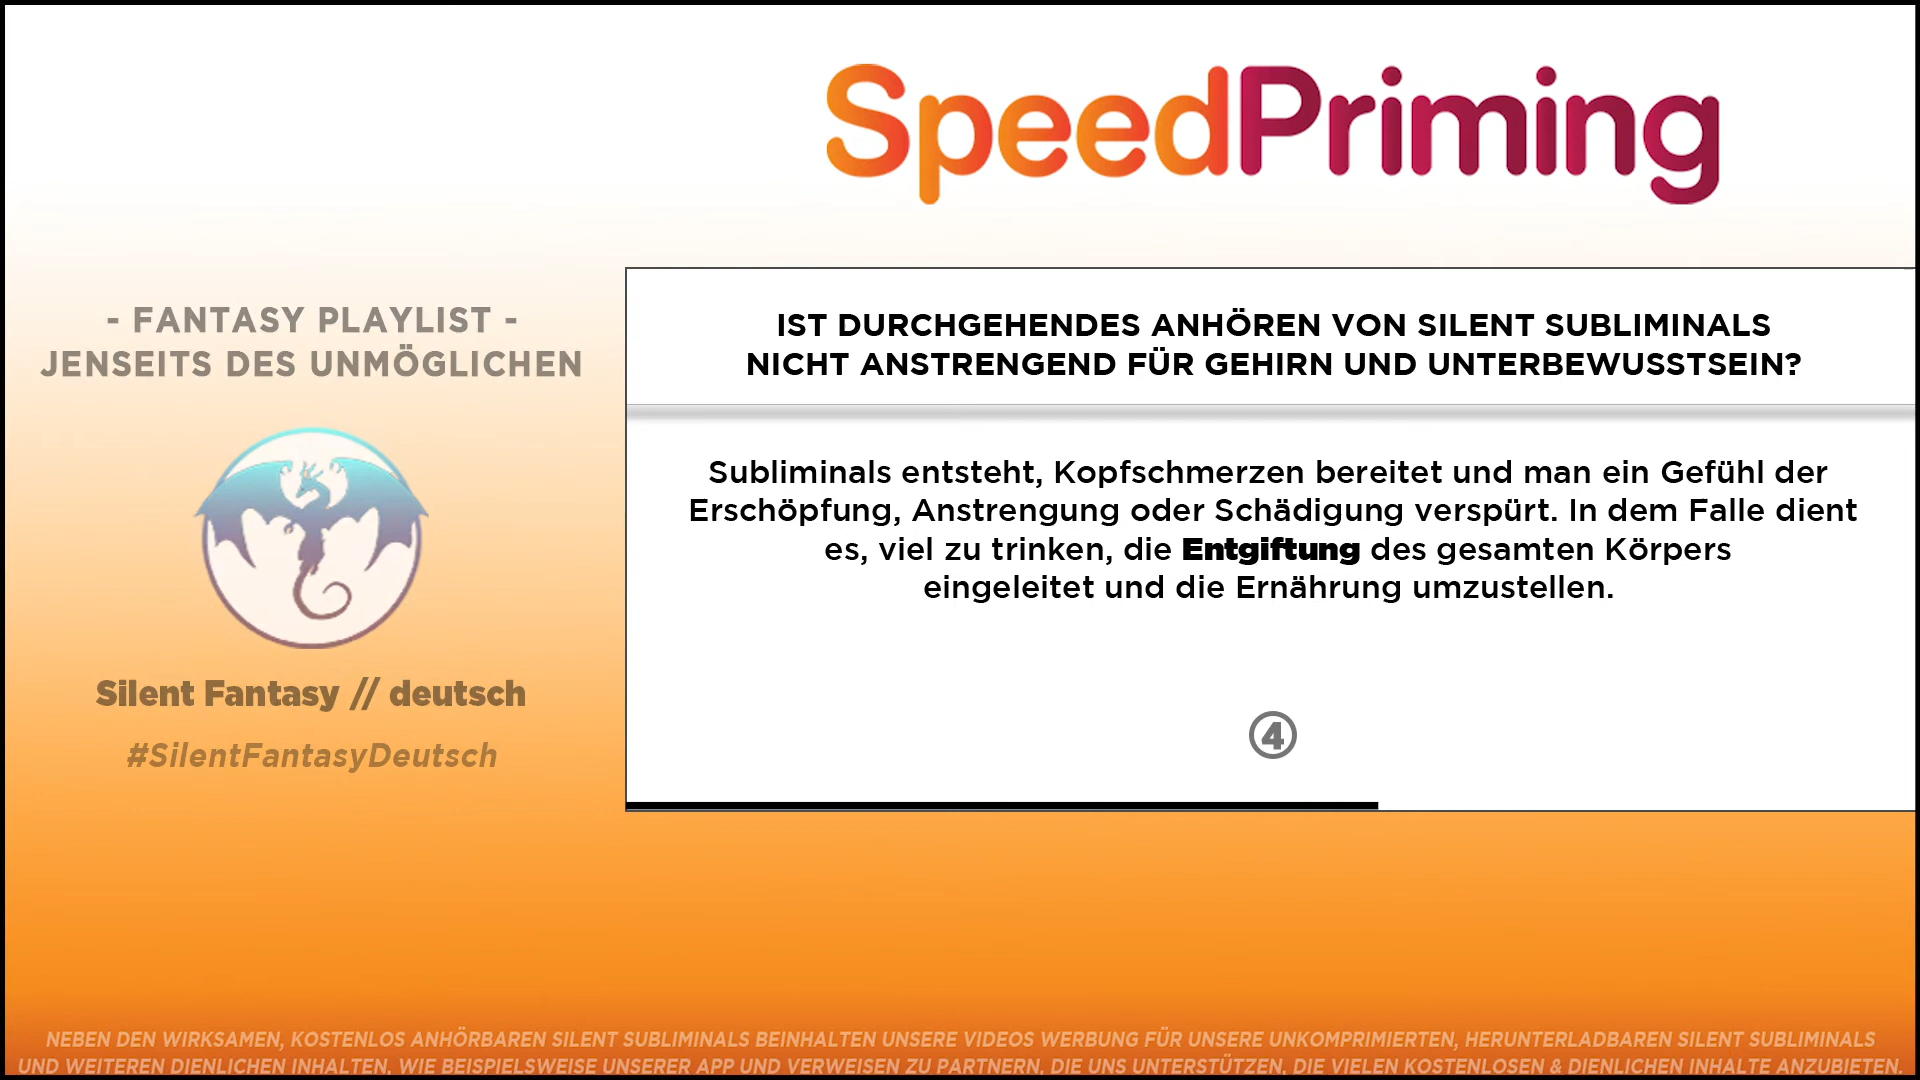 SpeedPriming
- FANTASY PLAYLIST -
JENSEITS DES UNMÖGLICHEN
Silent Fantasy // deutsch
#SilentFantasyDeutsch
IST DURCHGEHENDES ANHÖREN VON SILENT SUBLIMINALS
NICHT ANSTRENGEND FÜR GEHIRN UND UNTERBEWUSSTSEIN?
Subliminals entsteht, Kopfschmerzen bereitet und man ein Gefühl der
Erschöpfung, Anstrengung oder Schädigung verspürt. In dem Falle dient
es, viel zu trinken, die Entgiftung des gesamten Körpers
eingeleitet und die Ernährung umzustellen.
4
NEBEN DEN WIRKSAMEN, KOSTENLOS ANHÖRBAREN SILENT SUBLIMINALS BEINHALTEN UNSERE VIDEOS WERBUNG FÜR UNSERE UNKOMPRIMIERTEN, HERUNTERLADBAREN SILENT SUBLIMINALS
UND WEITEREN DIENLICHEN INHALTEN, WIE BEISPIELSWEISE UNSERER APP UND VERWEISEN ZU PARTNERN, DIE UNS UNTERSTÜTZEN, DIE VIELEN KOSTENLOSEN & DIENLICHEN INHALTE ANZUBIETEN.